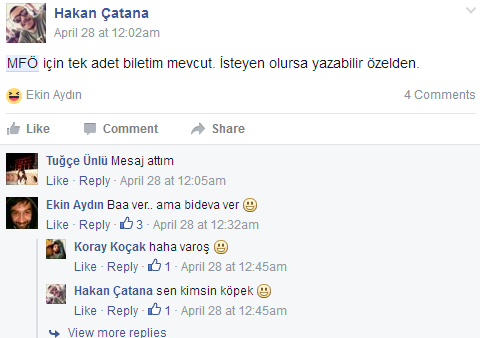 Hakan Çatana
April 28 at 12:02am
MFÖ için tek adet biletim mevcut. İsteyen olursa yazabilir özelden.
Ekin Aydın
4 Comments
Like Comment Share
Tuğçe Ünlü Mesaj attım
Like · Reply · April 28 at 12:05am
Ekin Aydın Baa ver.. ama bideva ver
Like · Reply · 3 · April 28 at 12:32am
Koray Koçak haha varoş
Like · Reply · 1 · April 28 at 12:45am
Hakan Çatana sen kimsin köpek
Like · Reply · 1 · April 28 at 12:45am
View more replies